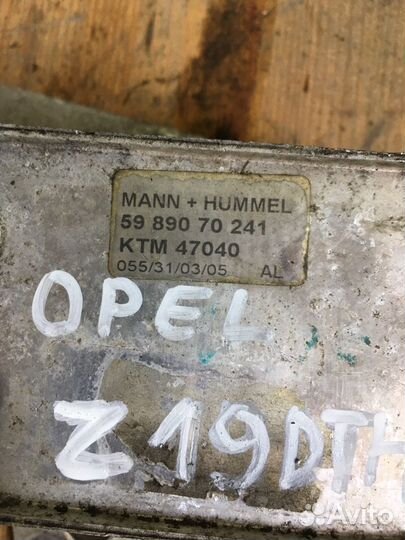 MANN + HUMMEL
59 890 70 241
KTM 47040
055/31/03/05 AL
OPEL
Z19DTH
Avito